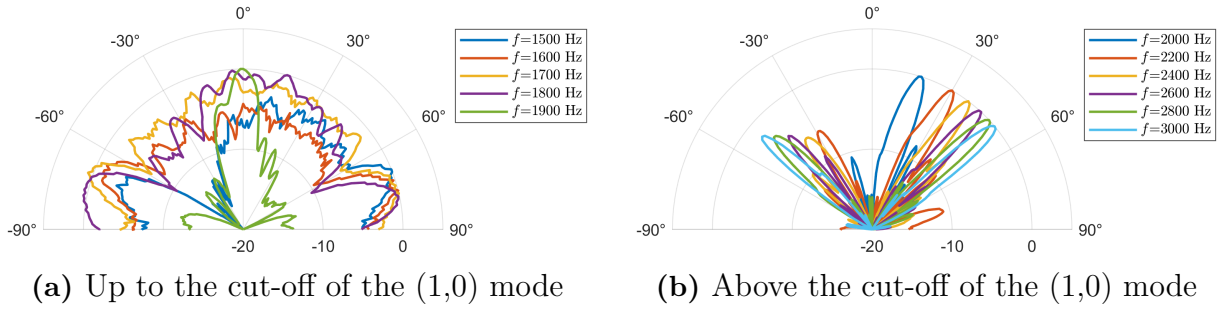 0°
-30° 30°
-60° 60°
-90° 90°
-20 -10 0
f=1500 Hz
f=1600 Hz
f=1700 Hz
f=1800 Hz
f=1900 Hz
(a) Up to the cut-off of the (1,0) mode
0°
-30° 30°
-60° 60°
-90° 90°
-20 -10 0
f=2000 Hz
f=2200 Hz
f=2400 Hz
f=2600 Hz
f=2800 Hz
f=3000 Hz
(b) Above the cut-off of the (1,0) mode